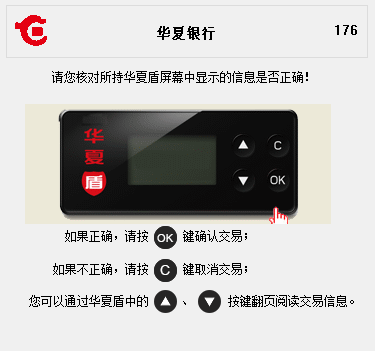 华夏银行
176
请您核对所持华夏盾屏幕中显示的信息是否正确！
华夏
盾
C
OK
如果正确，请按 OK 键确认交易；
如果不正确，请按 C 键取消交易；
您可以通过华夏盾中的 ▲ 、 ▼ 按键翻页阅读交易信息。